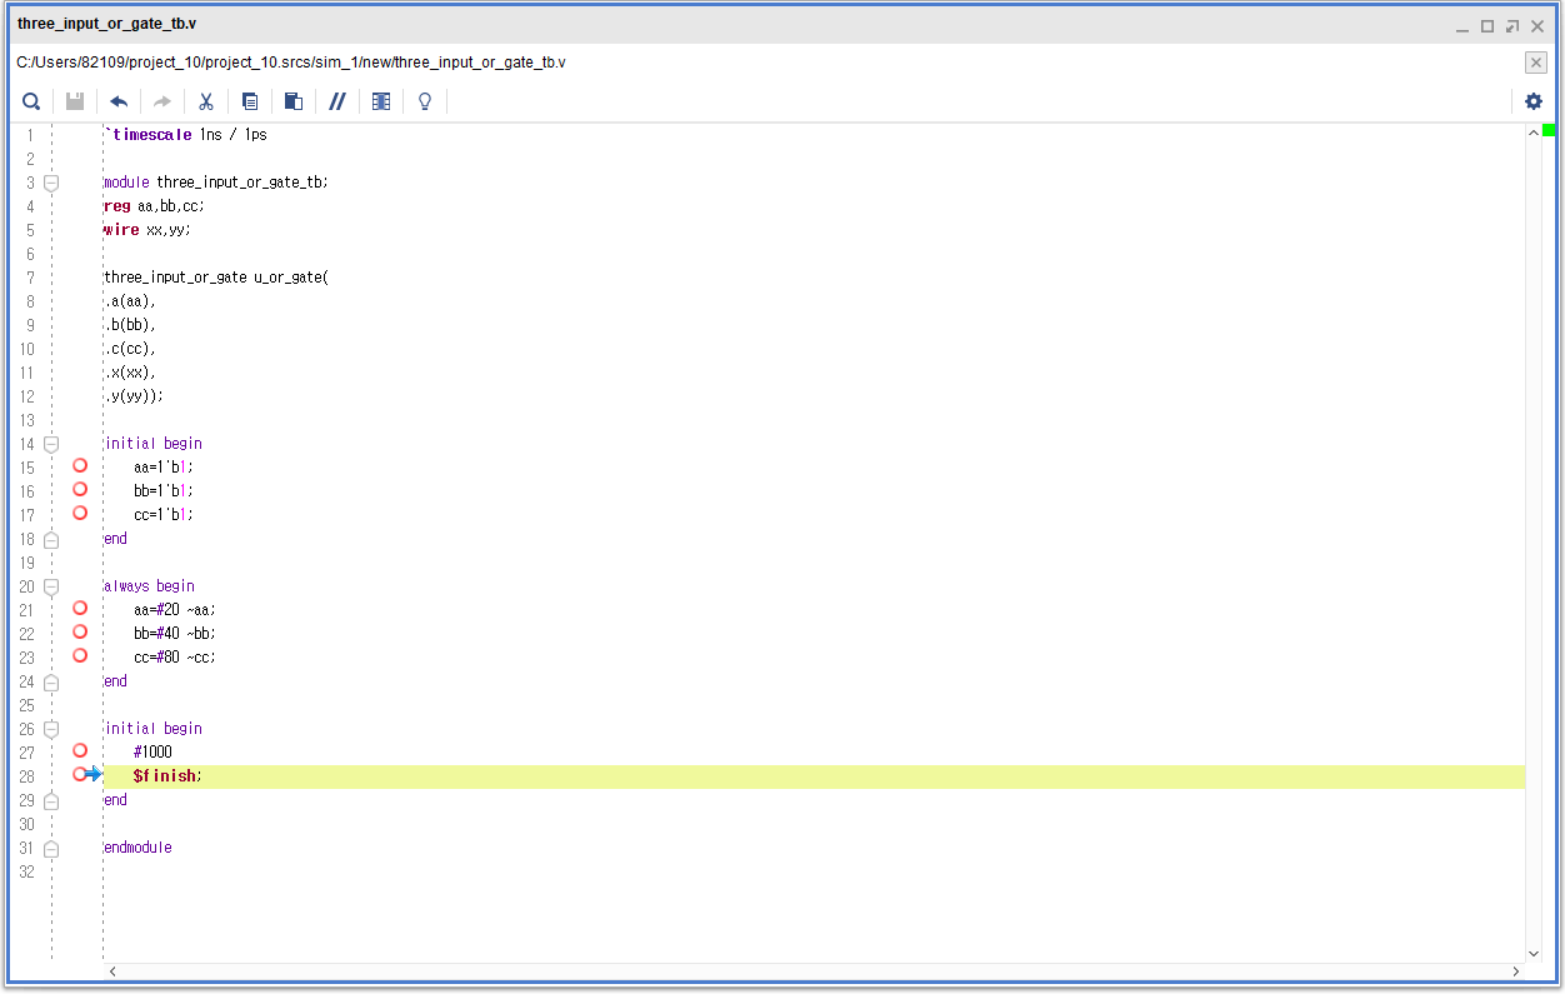 three_input_or_gate_tb.v
C:/Users/82109/project_10/project_10.srcs/sim_1/new/three_input_or_gate_tb.v
1 `timescale 1ns / 1ps
2
3 module three_input_or_gate_tb;
4 reg aa,bb,cc;
5 wire xx,yy;
6
7 three_input_or_gate u_or_gate(
8 .a(aa),
9 .b(bb),
10 .c(cc),
11 .x(xx),
12 .y(yy));
13
14 initial begin
15 aa=1'b1;
16 bb=1'b1;
17 cc=1'b1;
18 end
19
20 always begin
21 aa=#20 ~aa;
22 bb=#40 ~bb;
23 cc=#80 ~cc;
24 end
25
26 initial begin
27 #1000
28 $finish;
29 end
30
31 endmodule
32